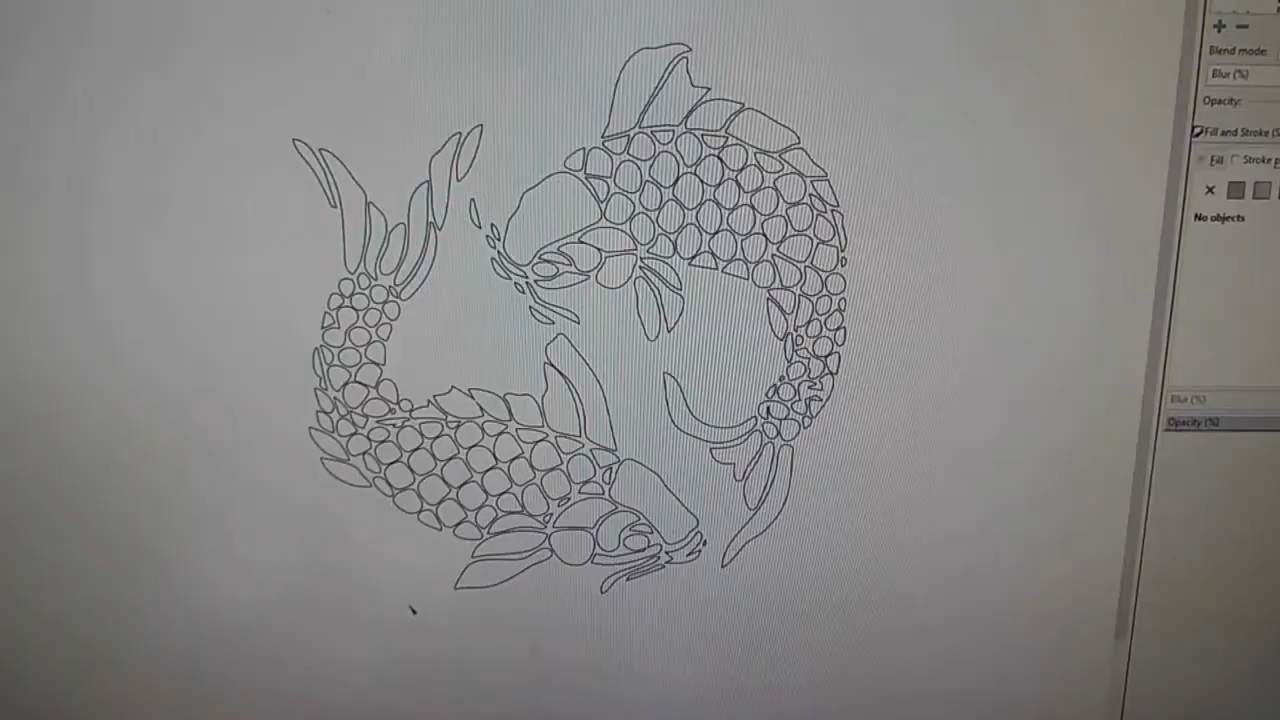 Blend mode:
Blur (%)
Opacity:
Fill and Stroke (S
Fill Stroke p
No objects
Blur (%)
Opacity (%)